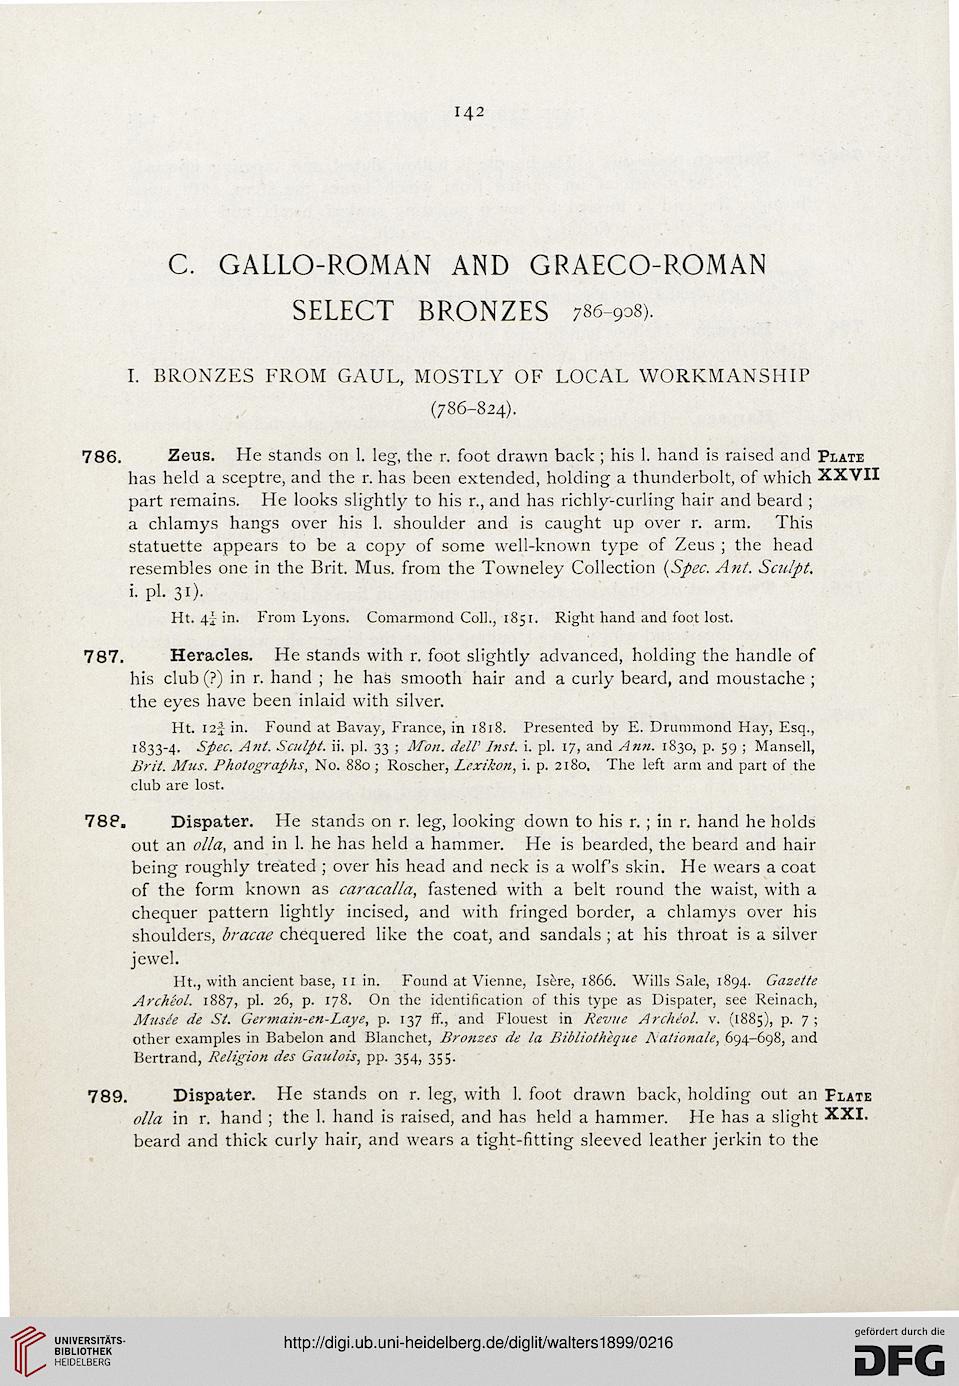 142
C. GALLO-ROMAN AND GRAECO-ROMAN
SELECT BRONZES 786-908).
I. BRONZES FROM GAUL, MOSTLY OF LOCAL WORKMANSHIP
(786-824).
786. Zeus. He stands on l. leg, the r. foot drawn back ; his l. hand is raised and PLATE
has held a sceptre, and the r. has been extended, holding a thunderbolt, of which XXVII
part remains. He looks slightly to his r., and has richly-curling hair and beard ;
a chlamys hangs over his l. shoulder and is caught up over r. arm. This
statuette appears to be a copy of some well-known type of Zeus ; the head
resembles one in the Brit. Mus. from the Towneley Collection (Spec. Ant. Sculpt.
i. pl. 31).
Ht. in. From Lyons. Comarmond Coll., 1851. Right hand and foot lost.
787. Heracles. He stands with r. foot slightly advanced, holding the handle of
his club (?) in r. hand ; he has smooth hair and a curly beard, and moustache ;
the eyes have been inlaid with silver.
Ht. 12¾ in. Found at Bavay, France, in 1818. Presented by E. Drummond Hay, Esq.,
1833-4. Spec. Ant. Sculpt. ii. pl. 33 ; Mon. dell' Inst. i. pl. 17, and Ann. 1830, p. 59 ; Mansell,
Brit. Mus. Photographs, No. 880 ; Roscher, Lexikon, i. p. 2180. The left arm and part of the
club are lost.
788. Dispater. He stands on r. leg, looking down to his r. ; in r. hand he holds
out an olla, and in l. he has held a hammer. He is bearded, the beard and hair
being roughly treated ; over his head and neck is a wolf's skin. He wears a coat
of the form known as caracalla, fastened with a belt round the waist, with a
chequer pattern lightly incised, and with fringed border, a chlamys over his
shoulders, bracae chequered like the coat, and sandals ; at his throat is a silver
jewel.
Ht., with ancient base, 11 in. Found at Vienne, Isère, 1866. Wills Sale, 1894. Gazette
Archéol. 1887, pl. 26, p. 178. On the identification of this type as Dispater, see Reinach,
Musée de St. Germain-en-Laye, p. 137 ff., and Flouest in Revue Archéol. v. (1885), p. 7 ;
other examples in Babelon and Blanchet, Bronzes de la Bibliothèque Nationale, 694-698, and
Bertrand, Religion des Gaulois, pp. 354, 355.
789. Dispater. He stands on r. leg, with l. foot drawn back, holding out an PLATE
olla in r. hand ; the l. hand is raised, and has held a hammer. He has a slight XXI.
beard and thick curly hair, and wears a tight-fitting sleeved leather jerkin to the
UNIVERSITÄTS-
BIBLIOTHEK
HEIDELBERG
http://digi.ub.uni-heidelberg.de/diglit/walters1899/0216
gefördert durch die
DFG